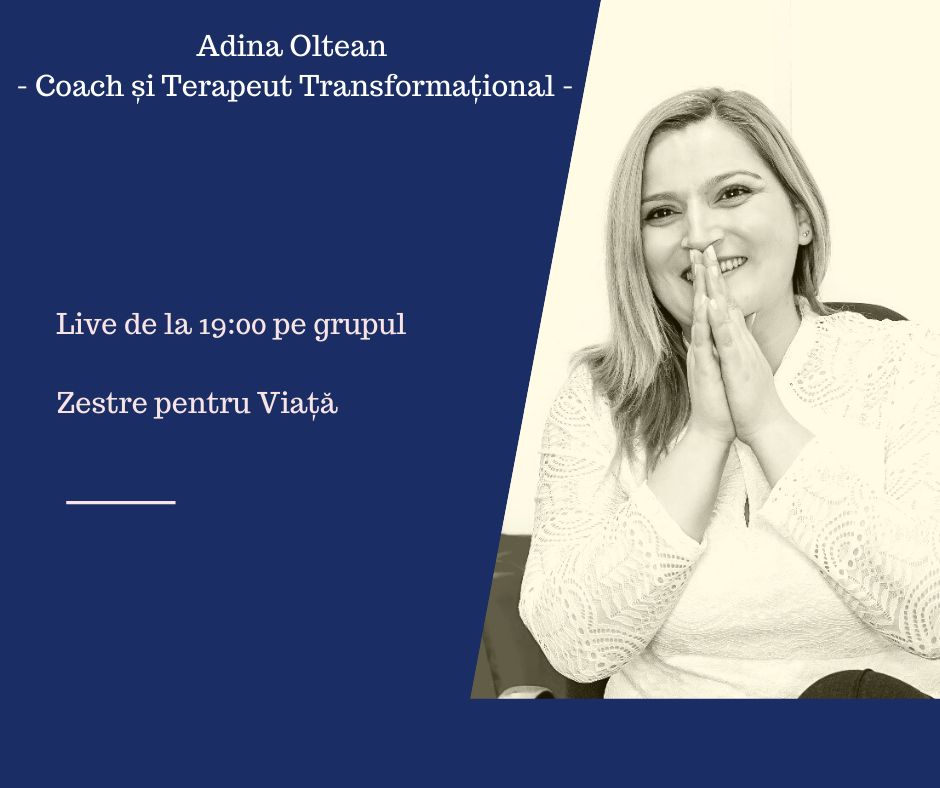 Adina Oltean
- Coach și Terapeut Transformațional -
Live de la 19:00 pe grupul
Zestre pentru Viață